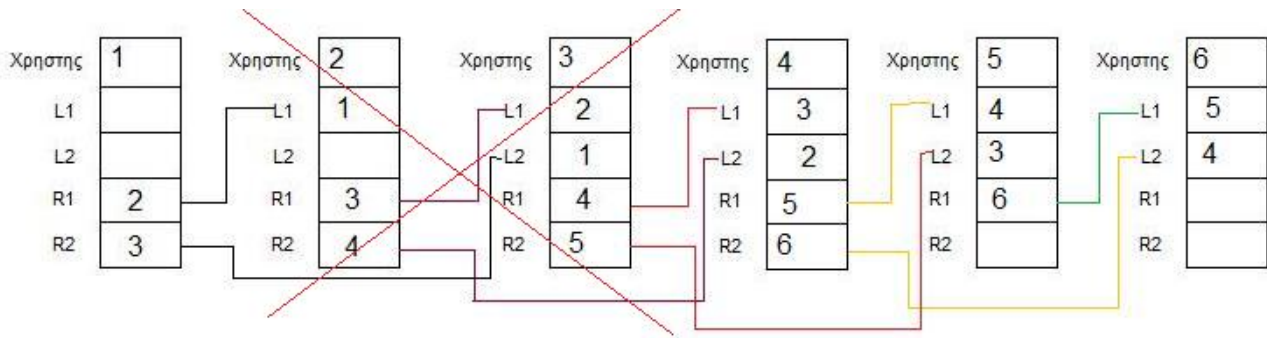 Χρηστης 1 Χρηστης 2 Χρηστης 3 Χρηστης 4 Χρηστης 5 Χρηστης 6
L1 L1 1 L1 2 L1 3 L1 4 L1 5
L2 L2 L2 1 L2 2 L2 3 L2 4
R1 2 R1 3 R1 4 R1 5 R1 6 R1
R2 3 R2 4 R2 5 R2 6 R2 R2